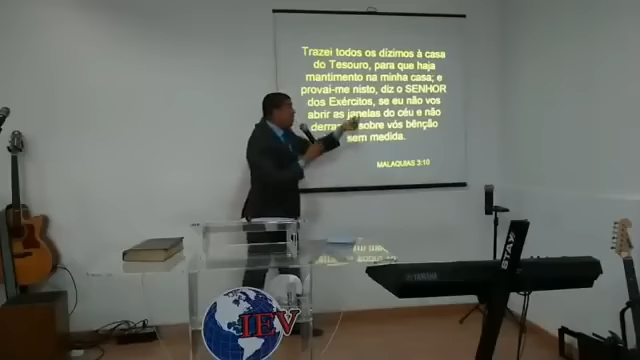 Trazei todos os dízimos à casa
do Tesouro, para que haja
mantimento na minha casa; e
provai-me nisto, diz o SENHOR
dos Exércitos, se eu não vos
abrir as janelas do céu e não
sobre vós bênção
sem medida.
MALAQUIAS 3:10
IEV
YAMAHA
STAY